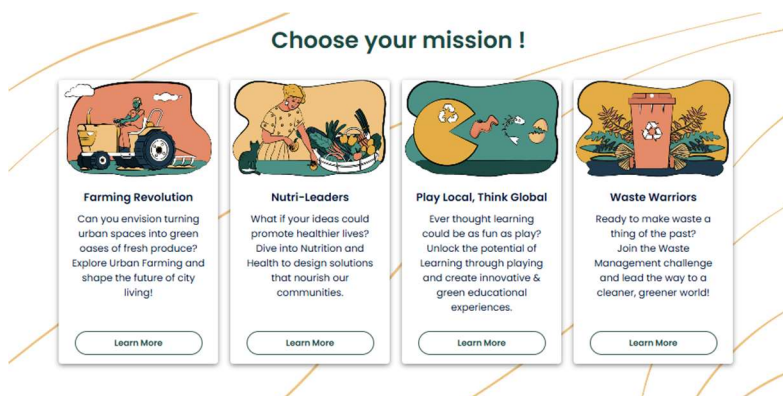 Choose your mission !
Farming Revolution
Can you envision turning
urban spaces into green
oases of fresh produce?
Explore Urban Farming and
shape the future of city
living!
Learn More
Nutri-Leaders
What if your ideas could
promote healthier lives?
Dive into Nutrition and
Health to design solutions
that nourish our
communities.
Learn More
Play Local, Think Global
Ever thought learning
could be as fun as play?
Unlock the potential of
Learning through playing
and create innovative &
green educational
experiences.
Learn More
Waste Warriors
Ready to make waste a
thing of the past?
Join the Waste
Management challenge
and lead the way to a
cleaner, greener world!
Learn More